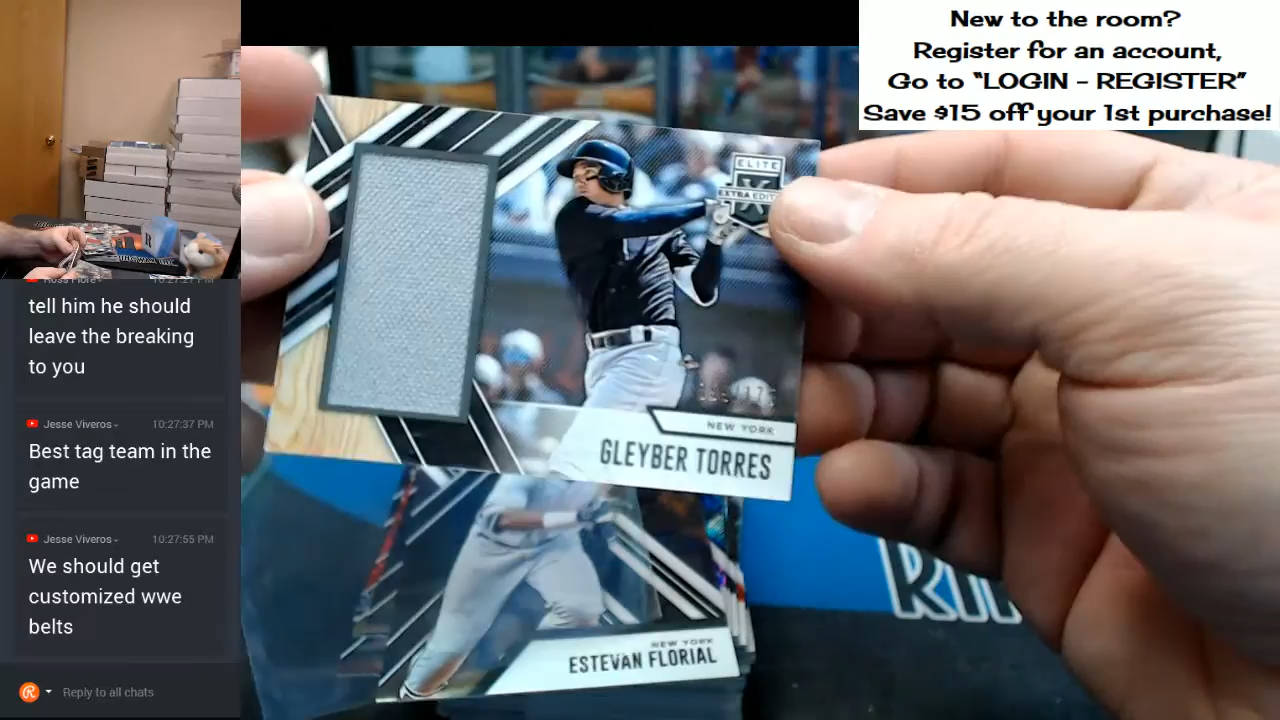 New to the room?
Register for an account,
Go to "LOGIN - REGISTER"
Save $15 off your 1st purchase!
tell him he should
leave the breaking
to you
Jesse Viveros
10:27:37 PM
Best tag team in the
game
Jesse Viveros
10:27:55 PM
We should get
customized wwe
belts
Reply to all chats
ELITE
EXTRA EDITION
NEW YORK
GLEYBER TORRES
NEW YORK
ESTEVAN FLORIAL